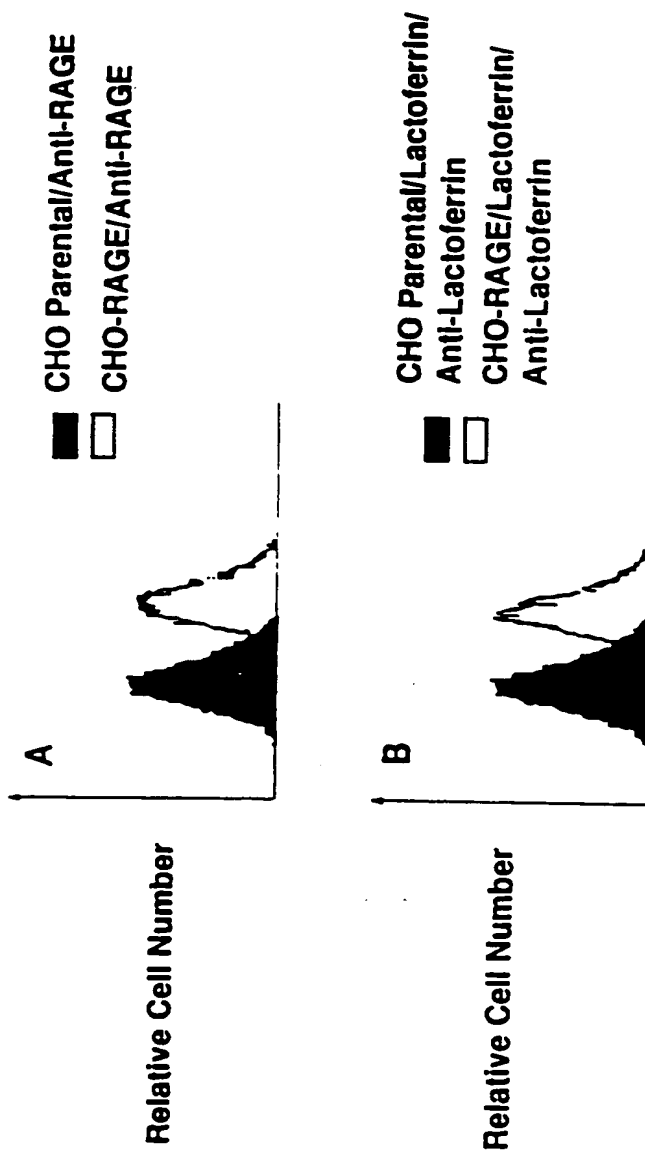 A
Relative Cell Number
CHO Parental/Anti-RAGE
CHO-RAGE/Anti-RAGE
B
Relative Cell Number
CHO Parental/Lactoferrin/
Anti-Lactoferrin
CHO-RAGE/Lactoferrin/
Anti-Lactoferrin